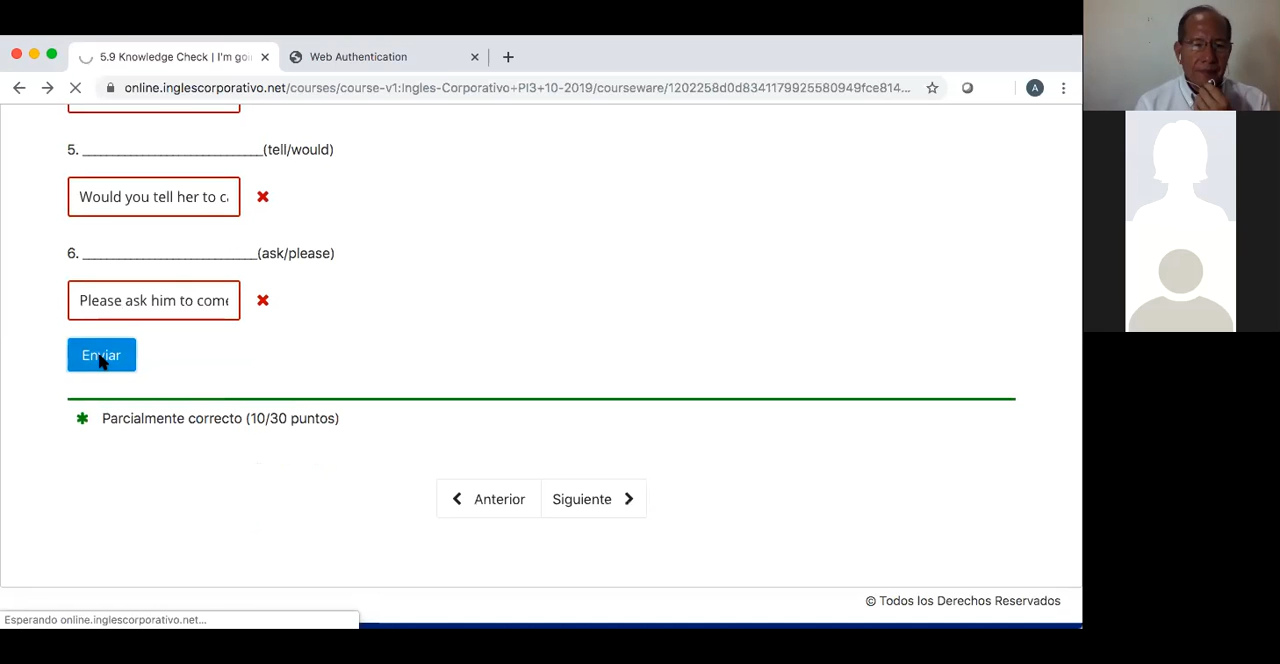 5.9 Knowledge Check | I'm goi
Web Authentication
online.inglescorporativo.net/courses/course-v1:Ingles-Corporativo+PI3+10-2019/courseware/1202258d0d8341179925580949fce814...
A
5. ___________________________(tell/would)
Would you tell her to ca
6. __________________________(ask/please)
Please ask him to come
Enviar
Parcialmente correcto (10/30 puntos)
Anterior
Siguiente
© Todos los Derechos Reservados
Esperando online.inglescorporativo.net...